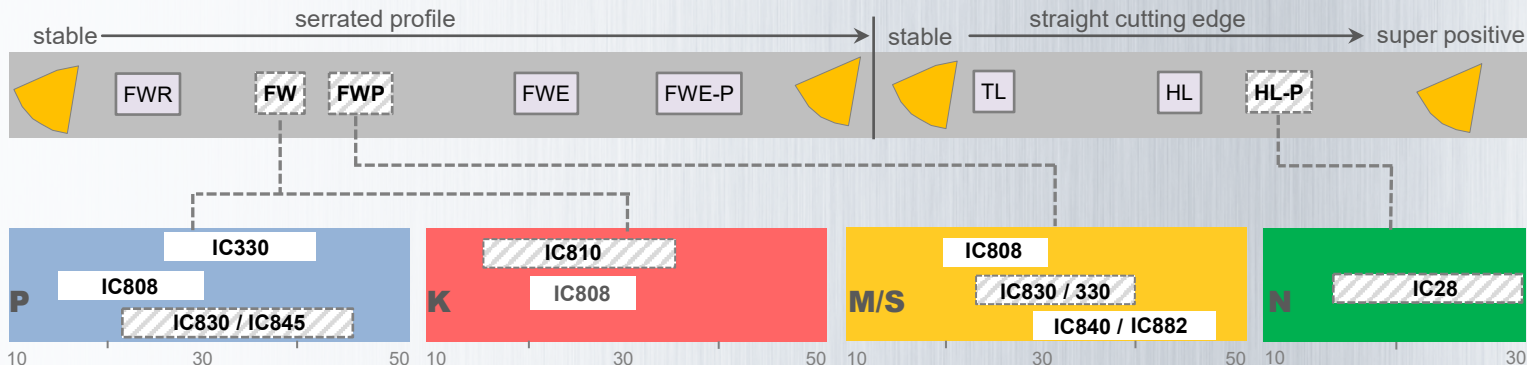 serrated profile
straight cutting edge
stable
stable
super positive
FWR
FW
FWP
FWE
FWE-P
TL
HL
HL-P
P
IC330
IC808
IC830 / IC845
10
30
50
K
IC810
IC808
10
30
50
M/S
IC808
IC830 / 330
IC840 / IC882
10
30
50
N
IC28
10
30